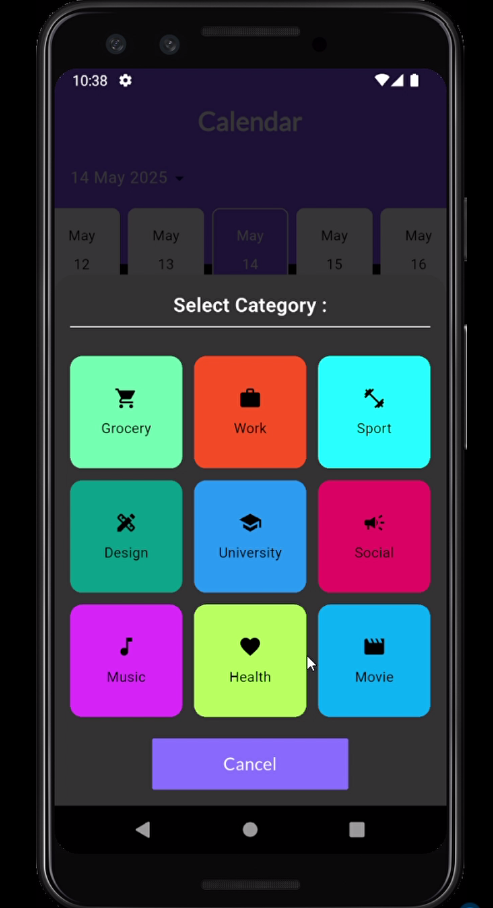 10:38
Calendar
14 May 2025
May May May May May
12 13 14 15 16
Select Category :
Grocery Work Sport
Design University Social
Music Health Movie
Cancel